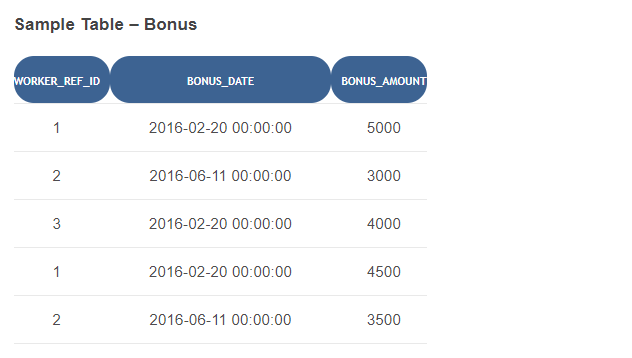 Sample Table – Bonus
WORKER_REF_ID BONUS_DATE BONUS_AMOUNT
1 2016-02-20 00:00:00 5000
2 2016-06-11 00:00:00 3000
3 2016-02-20 00:00:00 4000
1 2016-02-20 00:00:00 4500
2 2016-06-11 00:00:00 3500